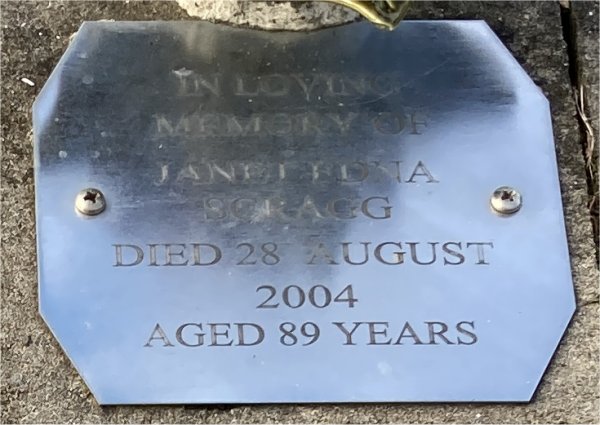 IN LOVING
MEMORY OF
JANET EDNA
SCRAGG
DIED 28 AUGUST
2004
AGED 89 YEARS